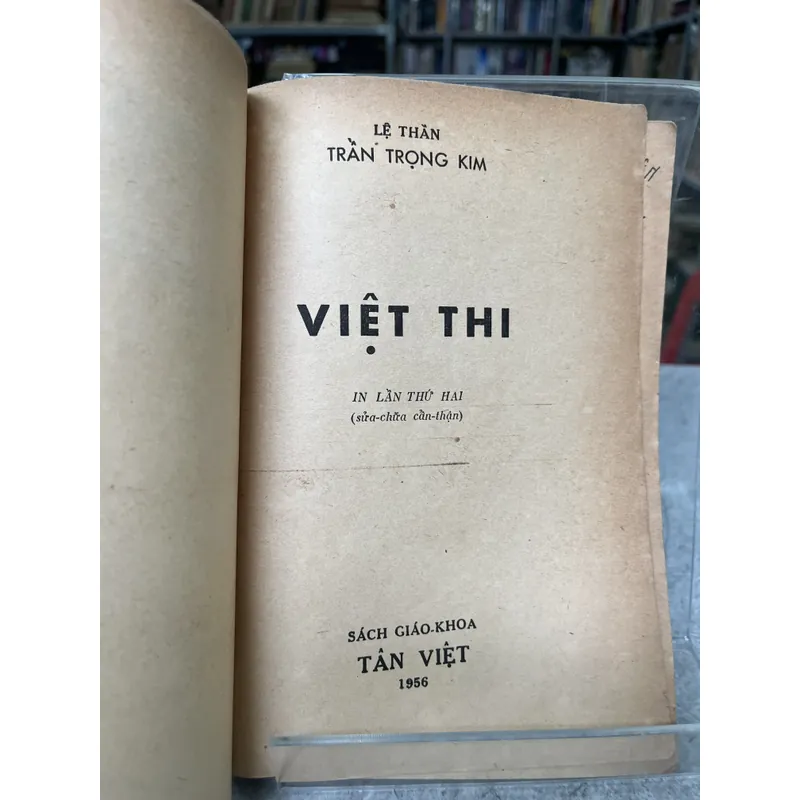 LỆ THẦN
TRẦN TRỌNG KIM
VIỆT THI
IN LẦN THỨ HAI
(sửa-chữa cẩn-thận)
SÁCH GIÁO-KHOA
TÂN VIỆT
1956